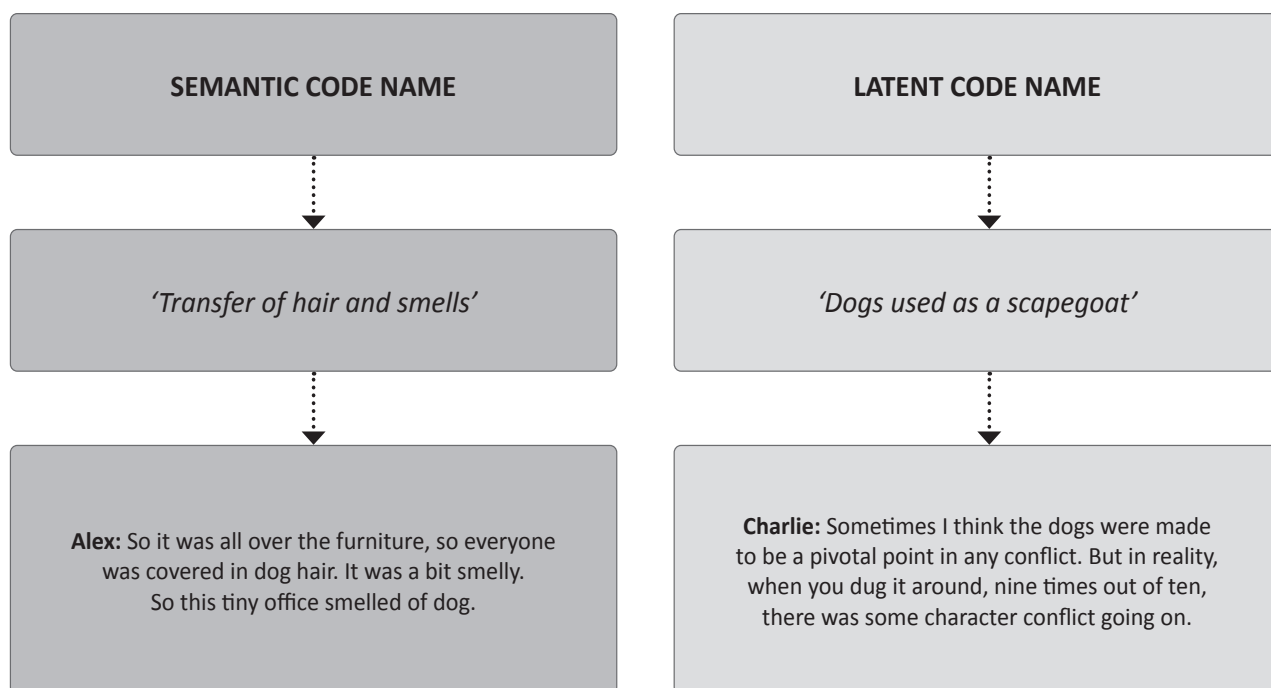 SEMANTIC CODE NAME
LATENT CODE NAME
‘Transfer of hair and smells’
‘Dogs used as a scapegoat’
Alex: So it was all over the furniture, so everyone
was covered in dog hair. It was a bit smelly.
So this tiny office smelled of dog.
Charlie: Sometimes I think the dogs were made
to be a pivotal point in any conflict. But in reality,
when you dug it around, nine times out of ten,
there was some character conflict going on.